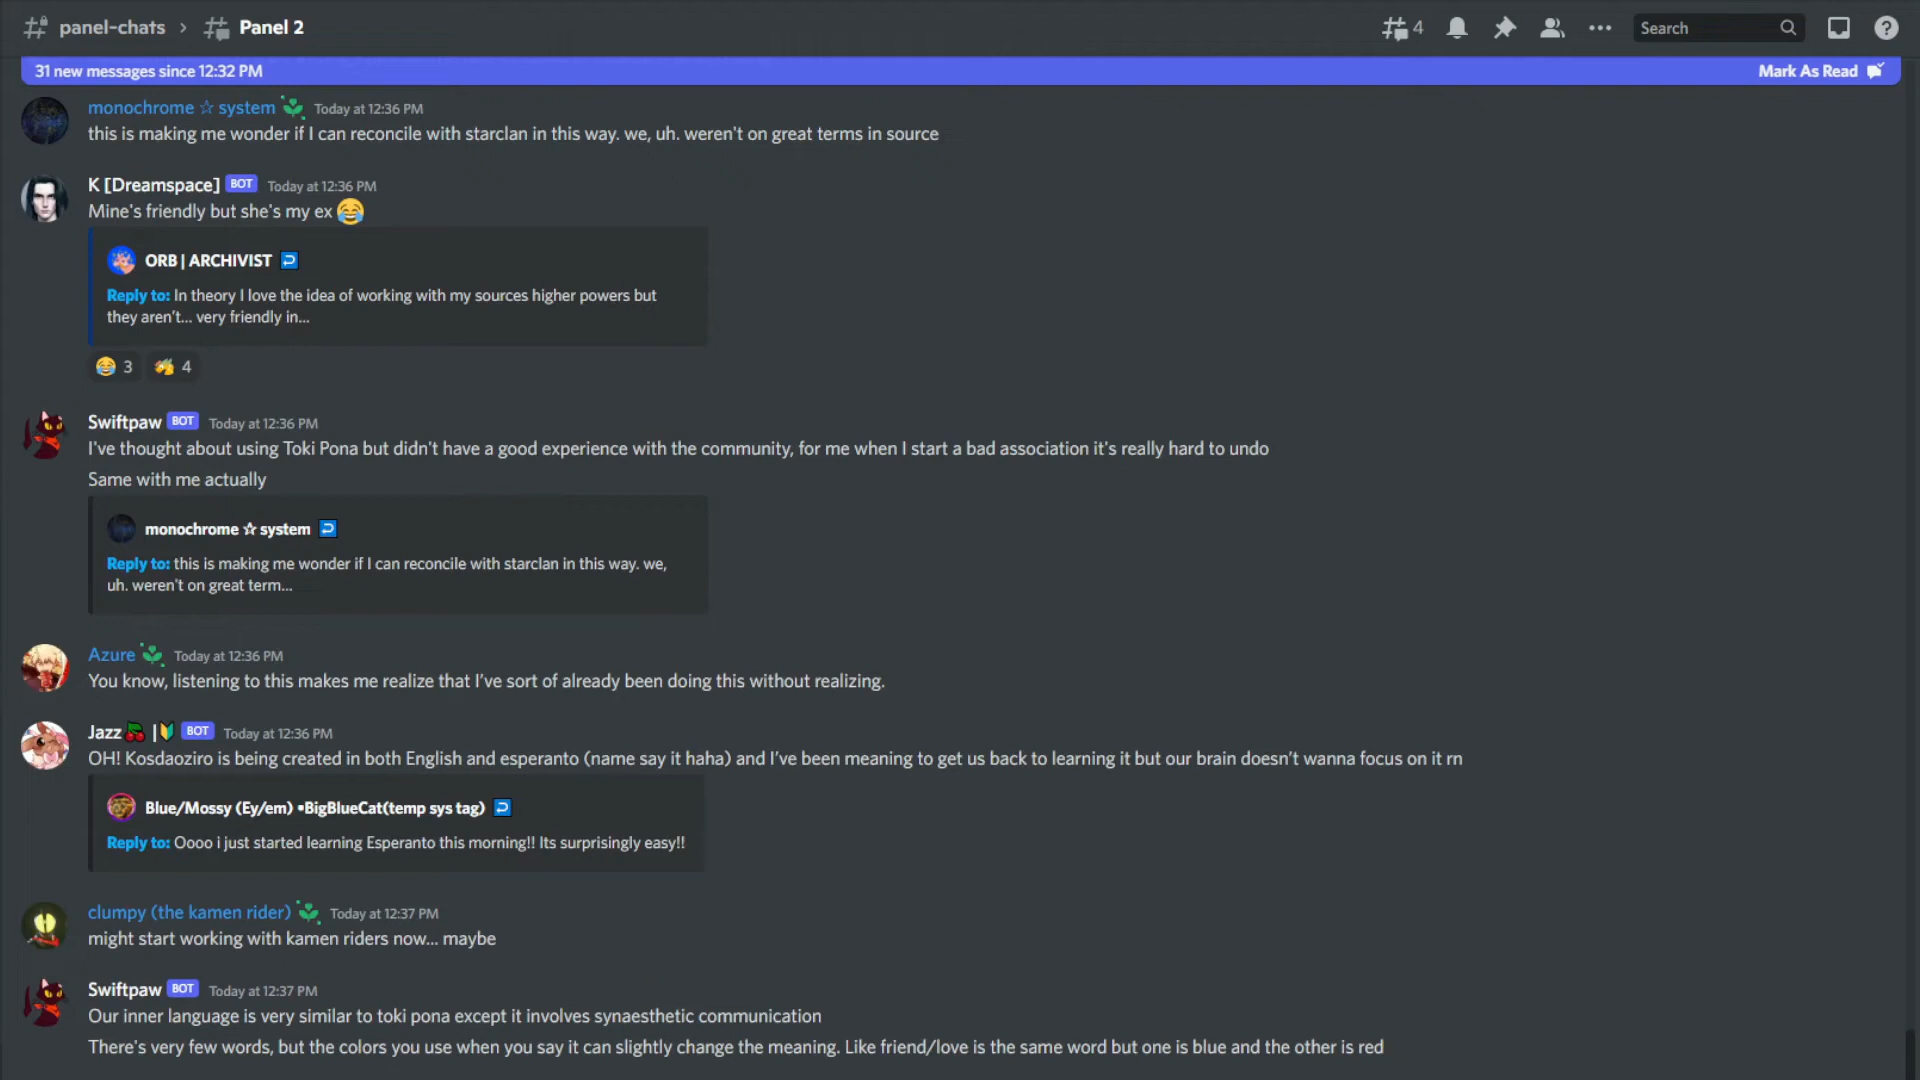 panel-chats › Panel 2
4
Search
31 new messages since 12:32 PM
Mark As Read
monochrome ☆ system Today at 12:36 PM
this is making me wonder if I can reconcile with starclan in this way. we, uh. weren't on great terms in source
K [Dreamspace] BOT Today at 12:36 PM
Mine's friendly but she's my ex 😂
ORB | ARCHIVIST
Reply to: In theory I love the idea of working with my sources higher powers but
they aren't... very friendly in...
3 4
Swiftpaw BOT Today at 12:36 PM
I've thought about using Toki Pona but didn't have a good experience with the community, for me when I start a bad association it's really hard to undo
Same with me actually
monochrome ☆ system
Reply to: this is making me wonder if I can reconcile with starclan in this way. we,
uh. weren't on great term...
Azure Today at 12:36 PM
You know, listening to this makes me realize that I've sort of already been doing this without realizing.
Jazz🍒 |🔰 BOT Today at 12:36 PM
OH! Kosdaoziro is being created in both English and esperanto (name say it haha) and I've been meaning to get us back to learning it but our brain doesn't wanna focus on it rn
Blue/Mossy (Ey/em) •BigBlueCat(temp sys tag)
Reply to: Oooo i just started learning Esperanto this morning!! Its surprisingly easy!!
clumpy (the kamen rider) Today at 12:37 PM
might start working with kamen riders now... maybe
Swiftpaw BOT Today at 12:37 PM
Our inner language is very similar to toki pona except it involves synaesthetic communication
There's very few words, but the colors you use when you say it can slightly change the meaning. Like friend/love is the same word but one is blue and the other is red